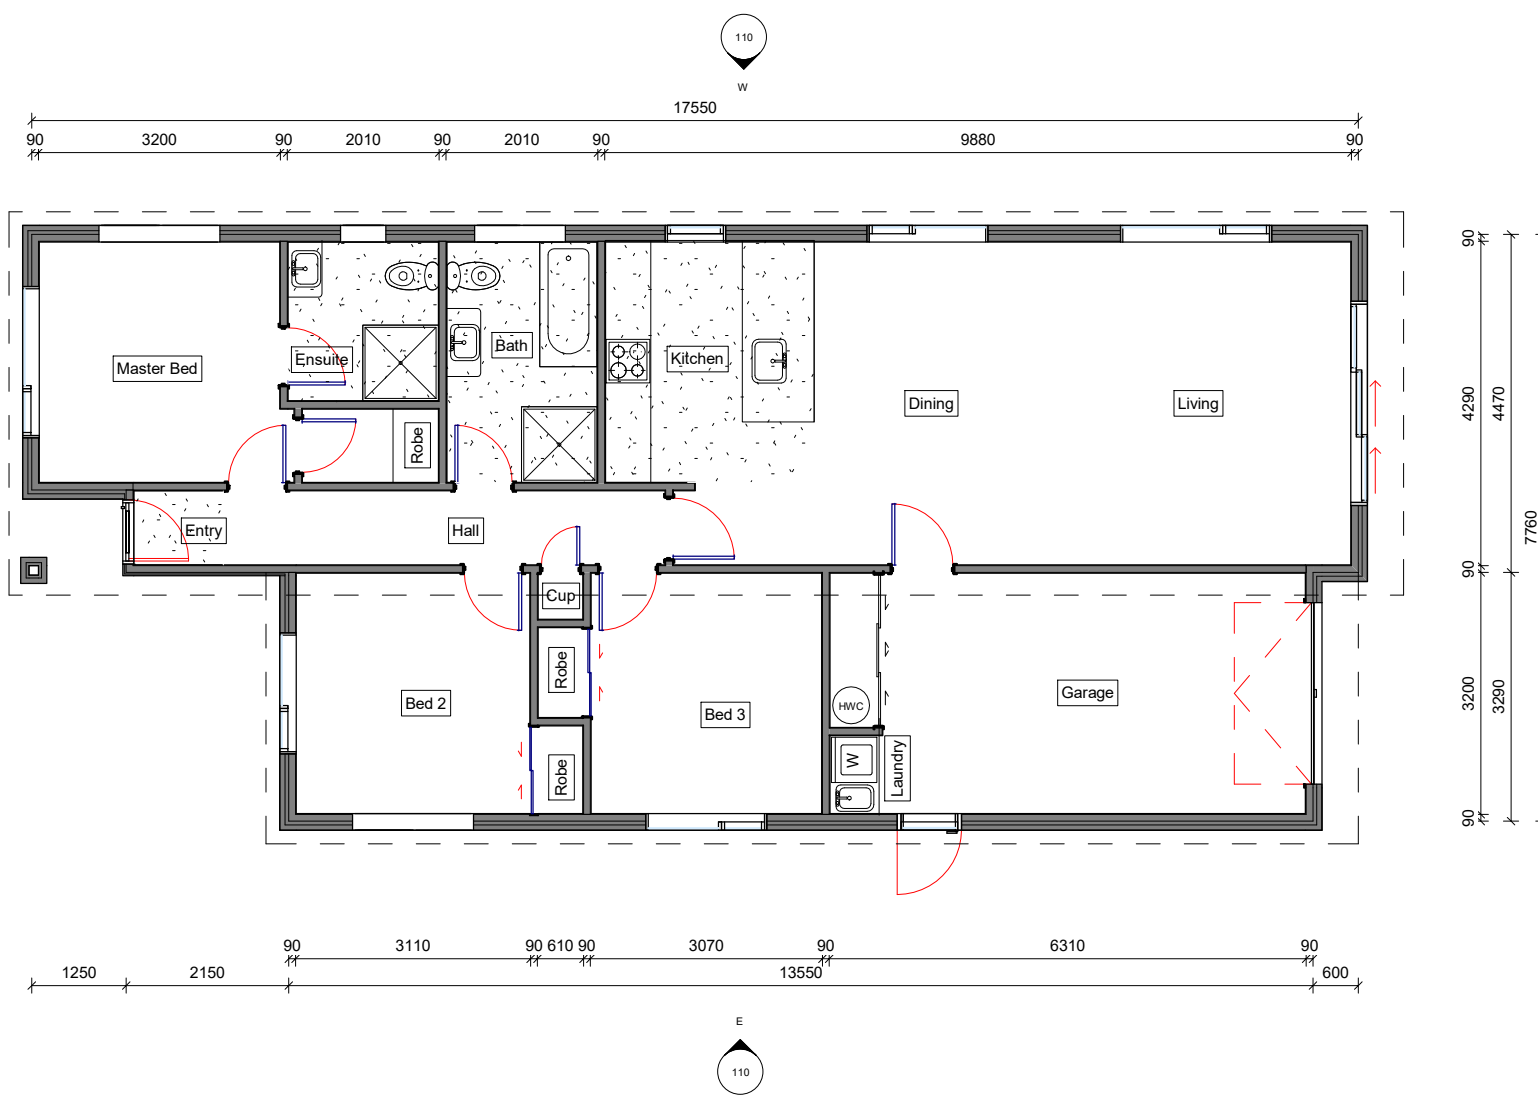 110
W
17550
90 3200 90 2010 90 2010 90 9880 90
Master Bed
Ensuite
Bath
Kitchen
Dining
Living
Robe
Entry
Hall
Cup
Robe
Bed 2
Bed 3
Robe
HWC
W
Laundry
Garage
90
4290
4470
7760
90
3200
3290
90
90 3110 90 610 90 3070 90 6310 90
1250 2150 13550 600
E
110